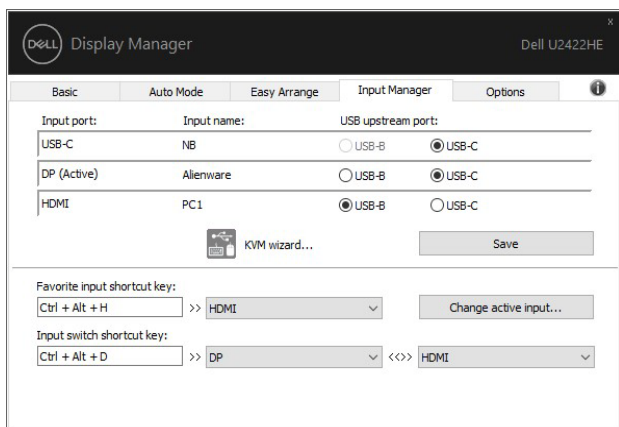 x
DELL Display Manager Dell U2422HE
Basic Auto Mode Easy Arrange Input Manager Options i
Input port: Input name: USB upstream port:
USB-C NB USB-B USB-C
DP (Active) Alienware USB-B USB-C
HDMI PC1 USB-B USB-C
KVM wizard... Save
Favorite input shortcut key:
Ctrl + Alt + H >> HDMI Change active input...
Input switch shortcut key:
Ctrl + Alt + D >> DP <<>> HDMI